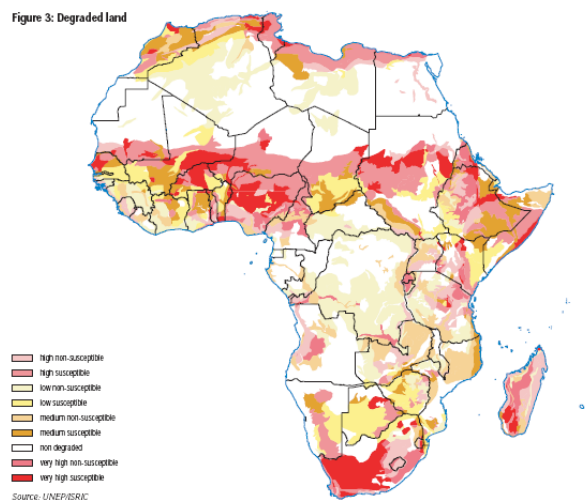 Figure 3: Degraded land
high non-susceptible
high susceptible
low non-susceptible
low susceptible
medium non-susceptible
medium susceptible
non degraded
very high non-susceptible
very high susceptible
Source: UNEP/ISRIC